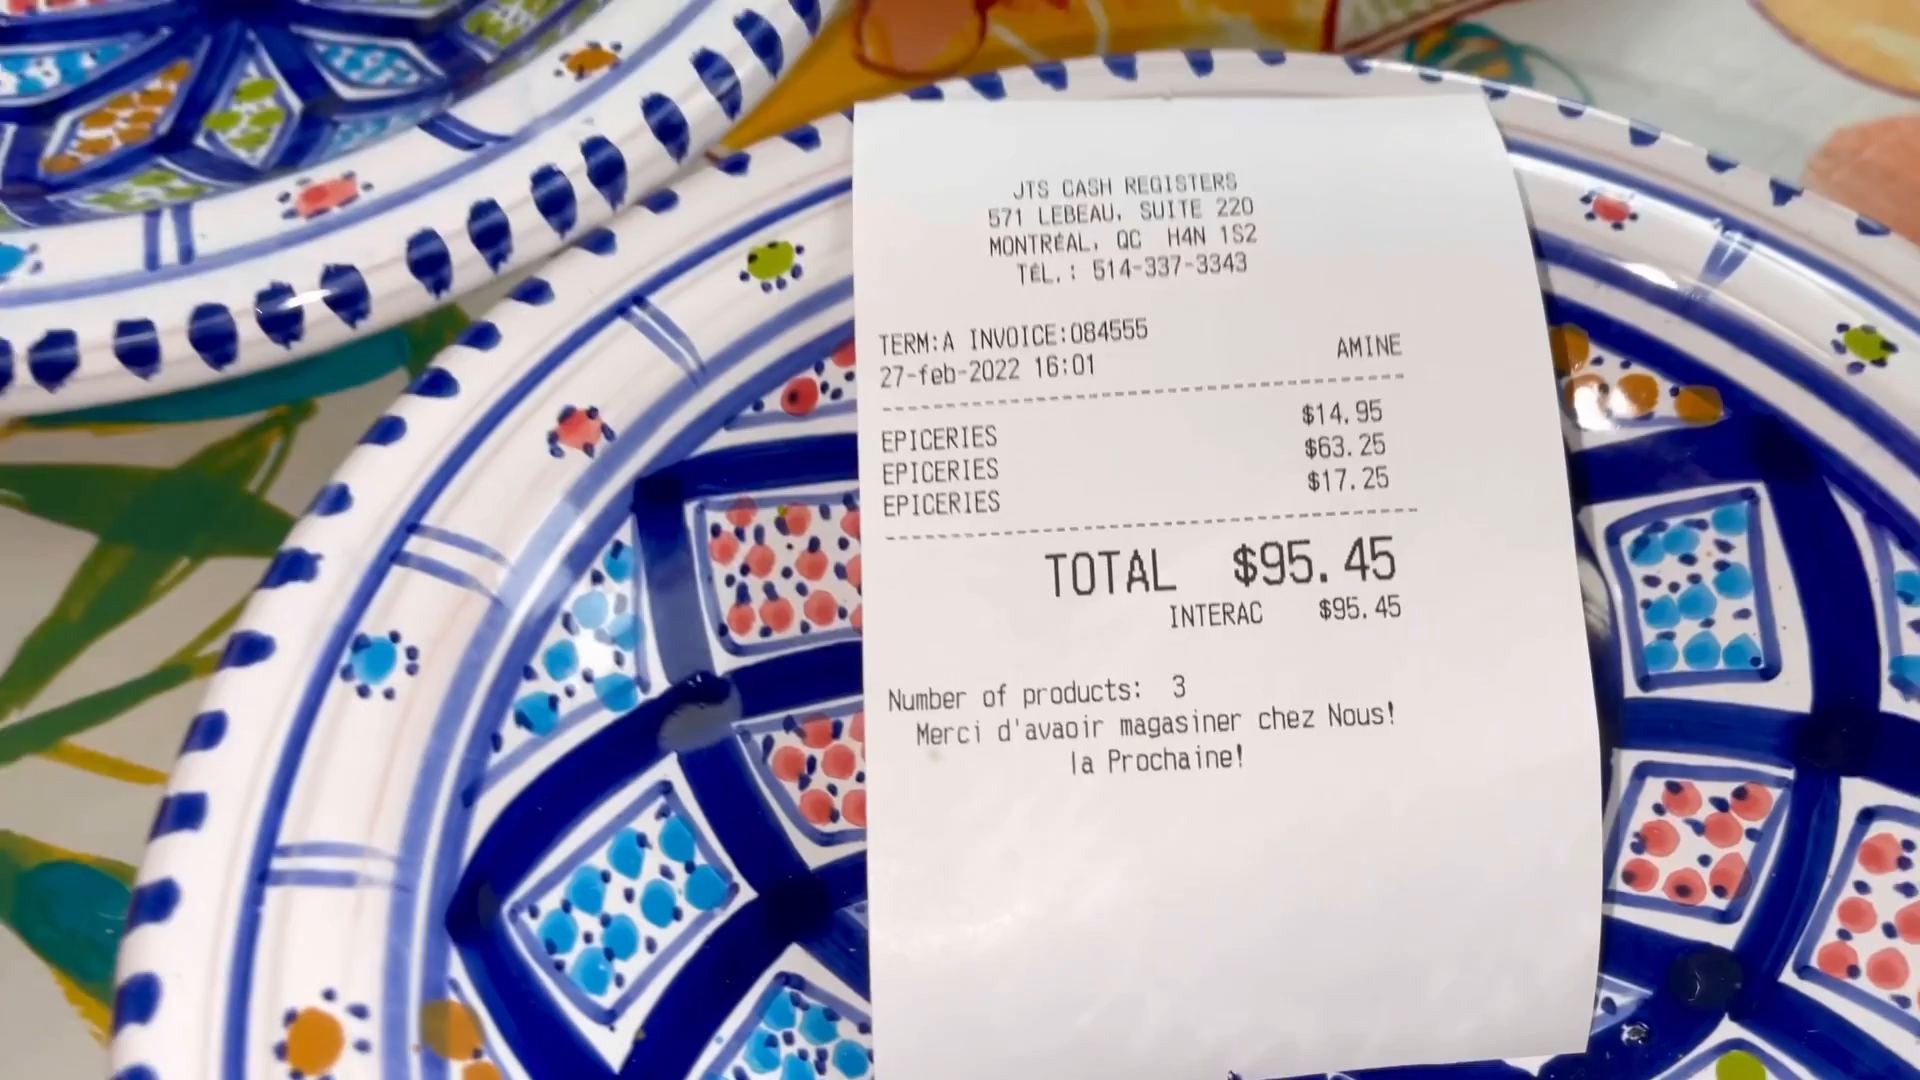 JTS CASH REGISTERS
571 LEBEAU, SUITE 220
MONTRÉAL, QC H4N 1S2
TÉL.: 514-337-3343
TERM:A INVOICE:084555
27-feb-2022 16:01 AMINE
EPICERIES $14.95
EPICERIES $63.25
EPICERIES $17.25
TOTAL $95.45
INTERAC $95.45
Number of products: 3
Merci d'avaoir magasiner chez Nous!
la Prochaine!